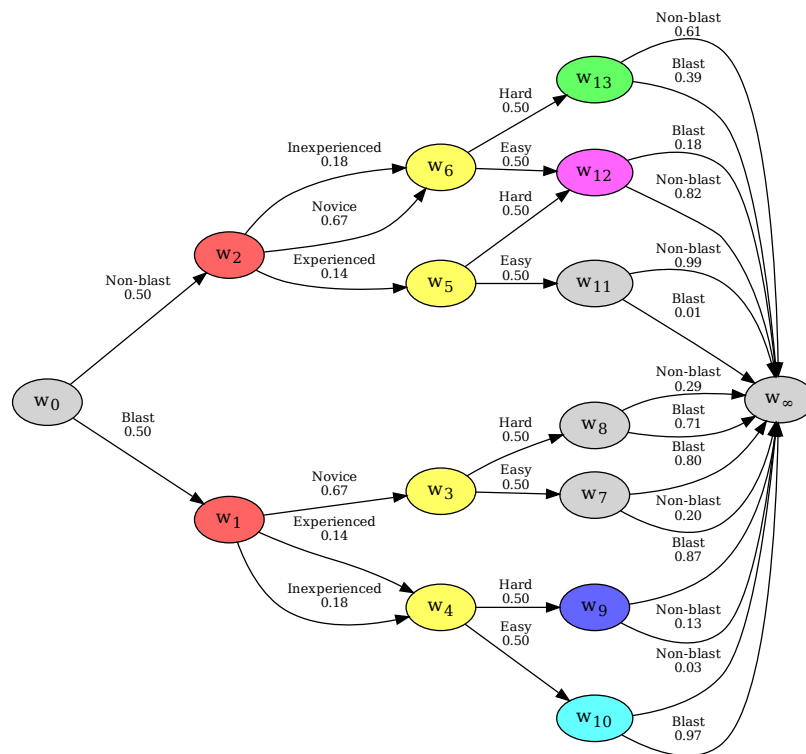 Non-blast
0.61
Blast
0.39
w13
Hard
0.50
Easy
0.50
Blast
0.18
Non-blast
0.82
w12
Inexperienced
0.18
w6
Novice
0.67
Hard
0.50
w2
Experienced
0.14
w5
Easy
0.50
w11
Non-blast
0.99
Blast
0.01
Non-blast
0.50
w0
Blast
0.50
w∞
Non-blast
0.29
Blast
0.71
w8
Hard
0.50
Novice
0.67
w3
Easy
0.50
w7
Blast
0.80
Non-blast
0.20
w1
Experienced
0.14
Inexperienced
0.18
w4
Hard
0.50
w9
Blast
0.87
Non-blast
0.13
Easy
0.50
w10
Non-blast
0.03
Blast
0.97